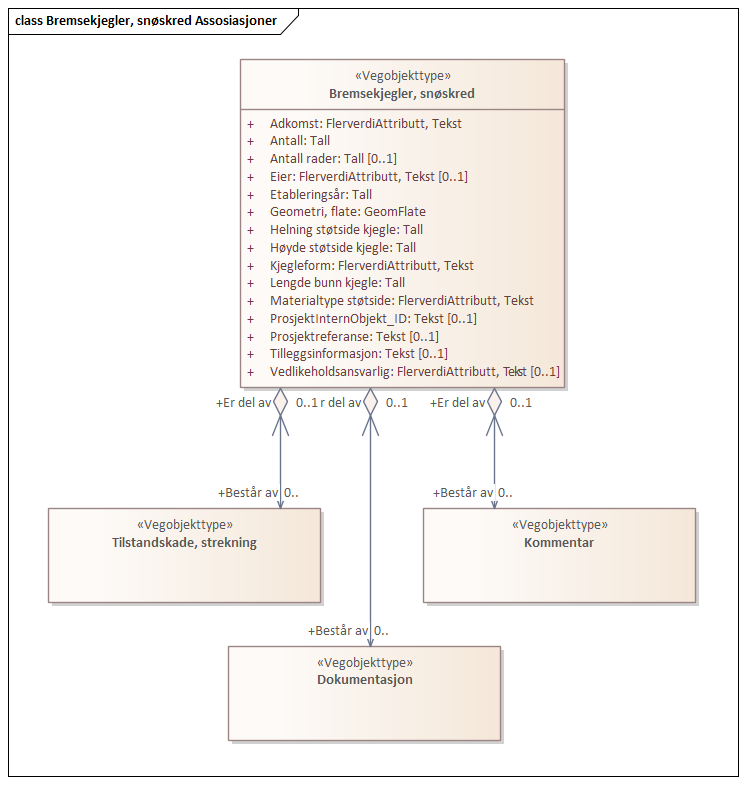 class Bremsekjegler, snøskred Assosiasjoner
«Vegobjekttype»
Bremsekjegler, snøskred
+ Adkomst: FlerverdiAttributt, Tekst
+ Antall: Tall
+ Antall rader: Tall [0..1]
+ Eier: FlerverdiAttributt, Tekst [0..1]
+ Etableringsår: Tall
+ Geometri, flate: GeomFlate
+ Helning støtside kjegle: Tall
+ Høyde støtside kjegle: Tall
+ Kjegleform: FlerverdiAttributt, Tekst
+ Lengde bunn kjegle: Tall
+ Materialtype støtside: FlerverdiAttributt, Tekst
+ ProsjektInternObjekt_ID: Tekst [0..1]
+ Prosjektreferanse: Tekst [0..1]
+ Tilleggsinformasjon: Tekst [0..1]
+ Vedlikeholdsansvarlig: FlerverdiAttributt, Tekst [0..1]
+Er del av 0..1 r del av 0..1 +Er del av 0..1
+Består av 0.. +Består av 0..
«Vegobjekttype» «Vegobjekttype»
Tilstandskade, strekning Kommentar
+Består av 0..
«Vegobjekttype»
Dokumentasjon